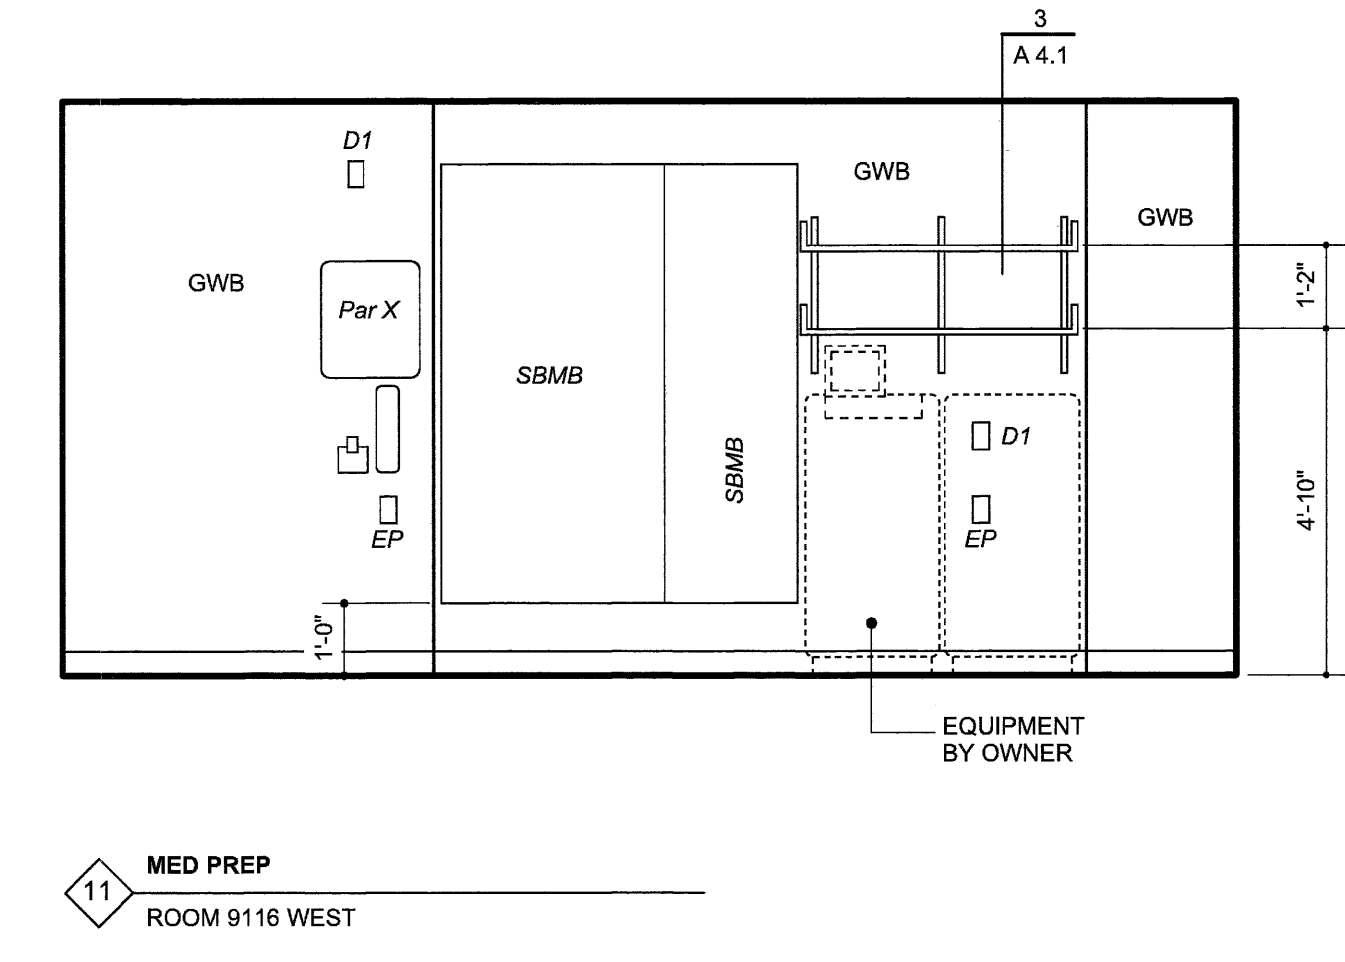 3
A 4.1
D1
GWB
GWB
GWB
Par X
1'-2"
SBMB
SBMB
D1
4'-10"
EP
EP
1'-0"
EQUIPMENT
BY OWNER
MED PREP
11
ROOM 9116 WEST